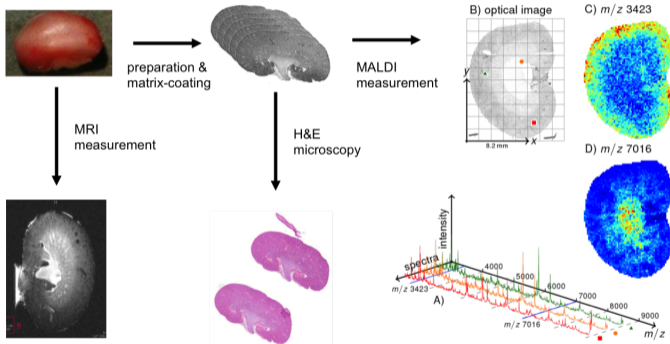 B) optical image
C) m/z 3423
preparation &
matrix-coating
MALDI
measurement
y
x
8.2 mm
MRI
measurement
H&E
microscopy
D) m/z 7016
intensity
spectra
m/z 3423
A)
m/z 7016
4000
5000
6000
7000
8000
9000
m/z